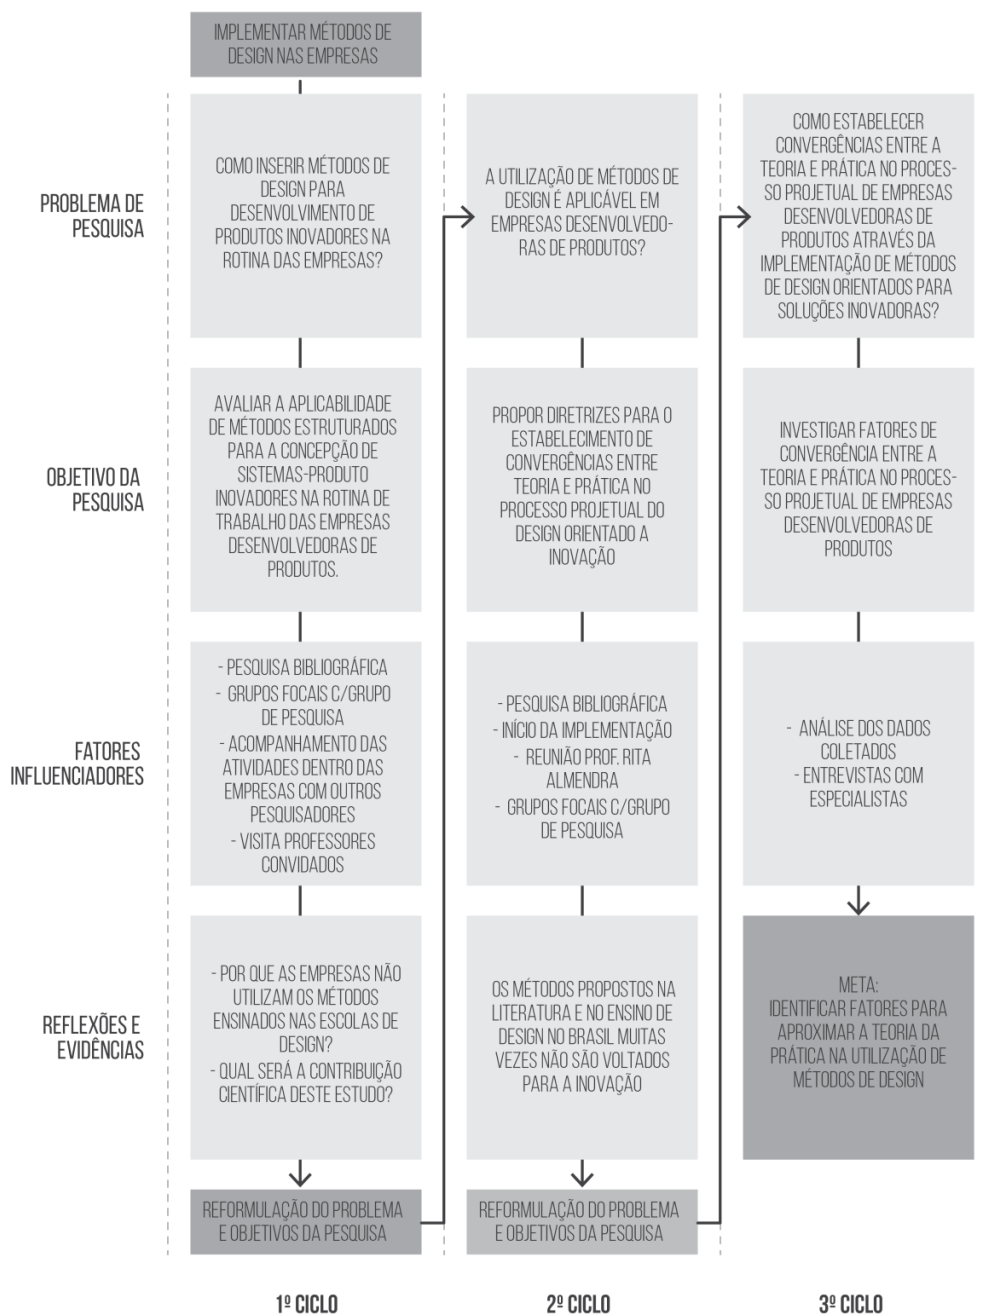 IMPLEMENTAR MÉTODOS DE
DESIGN NAS EMPRESAS
PROBLEMA DE
PESQUISA
COMO INSERIR MÉTODOS DE
DESIGN PARA
DESENVOLVIMENTO DE
PRODUTOS INOVADORES NA
ROTINA DAS EMPRESAS?
A UTILIZAÇÃO DE MÉTODOS DE
DESIGN É APLICÁVEL EM
EMPRESAS DESENVOLVEDO-
RAS DE PRODUTOS?
COMO ESTABELECER
CONVERGÊNCIAS ENTRE A
TEORIA E PRÁTICA NO PROCES-
SO PROJETUAL DE EMPRESAS
DESENVOLVEDORAS DE
PRODUTOS ATRAVÉS DA
IMPLEMENTAÇÃO DE MÉTODOS
DE DESIGN ORIENTADOS PARA
SOLUÇÕES INOVADORAS?
OBJETIVO DA
PESQUISA
AVALIAR A APLICABILIDADE
DE MÉTODOS ESTRUTURADOS
PARA A CONCEPÇÃO DE
SISTEMAS-PRODUTO
INOVADORES NA ROTINA DE
TRABALHO DAS EMPRESAS
DESENVOLVEDORAS DE
PRODUTOS.
PROPOR DIRETRIZES PARA O
ESTABELECIMENTO DE
CONVERGÊNCIAS ENTRE
TEORIA E PRÁTICA NO
PROCESSO PROJETUAL DO
DESIGN ORIENTADO A
INOVAÇÃO
INVESTIGAR FATORES DE
CONVERGÊNCIA ENTRE A
TEORIA E PRÁTICA NO PROCES-
SO PROJETUAL DE EMPRESAS
DESENVOLVEDORAS DE
PRODUTOS
FATORES
INFLUENCIADORES
- PESQUISA BIBLIOGRÁFICA
- GRUPOS FOCAIS C/GRUPO
DE PESQUISA
- ACOMPANHAMENTO DAS
ATIVIDADES DENTRO DAS
EMPRESAS COM OUTROS
PESQUISADORES
- VISITA PROFESSORES
CONVIDADOS
- PESQUISA BIBLIOGRÁFICA
- INÍCIO DA IMPLEMENTAÇÃO
- REUNIÃO PROF. RITA
ALMENDRA
- GRUPOS FOCAIS C/GRUPO
DE PESQUISA
- ANÁLISE DOS DADOS
COLETADOS
- ENTREVISTAS COM
ESPECIALISTAS
REFLEXÕES E
EVIDÊNCIAS
- POR QUE AS EMPRESAS NÃO
UTILIZAM OS MÉTODOS
ENSINADOS NAS ESCOLAS DE
DESIGN?
- QUAL SERÁ A CONTRIBUIÇÃO
CIENTÍFICA DESTE ESTUDO?
OS MÉTODOS PROPOSTOS NA
LITERATURA E NO ENSINO DE
DESIGN NO BRASIL MUITAS
VEZES NÃO SÃO VOLTADOS
PARA A INOVAÇÃO
META:
IDENTIFICAR FATORES PARA
APROXIMAR A TEORIA DA
PRÁTICA NA UTILIZAÇÃO DE
MÉTODOS DE DESIGN
REFORMULAÇÃO DO PROBLEMA
E OBJETIVOS DA PESQUISA
REFORMULAÇÃO DO PROBLEMA
E OBJETIVOS DA PESQUISA
1º CICLO
2º CICLO
3º CICLO